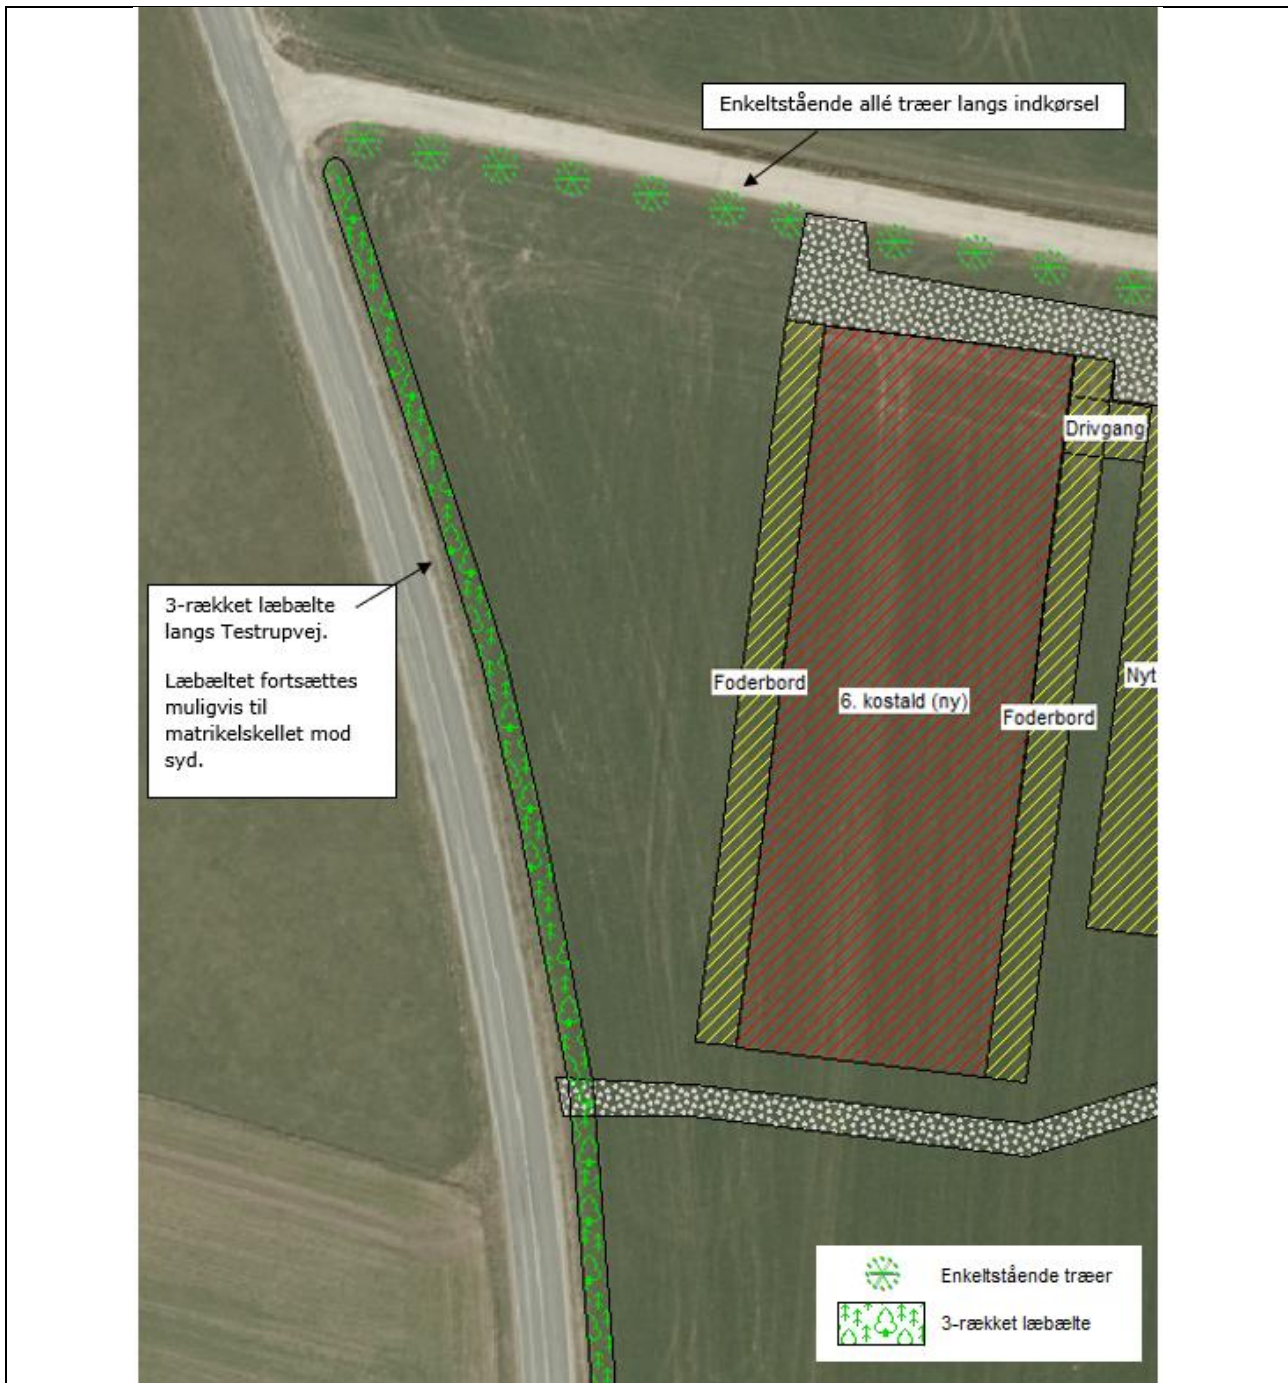 Enkeltstående allé træer langs indkørsel
Drivgang
3-rækket læbælte
langs Testrupvej.
Læbæltet fortsættes
muligvis til
matrikelskellet mod
syd.
Foderbord
6. kostald (ny)
Foderbord
Nyt
Enkeltstående træer
3-rækket læbælte